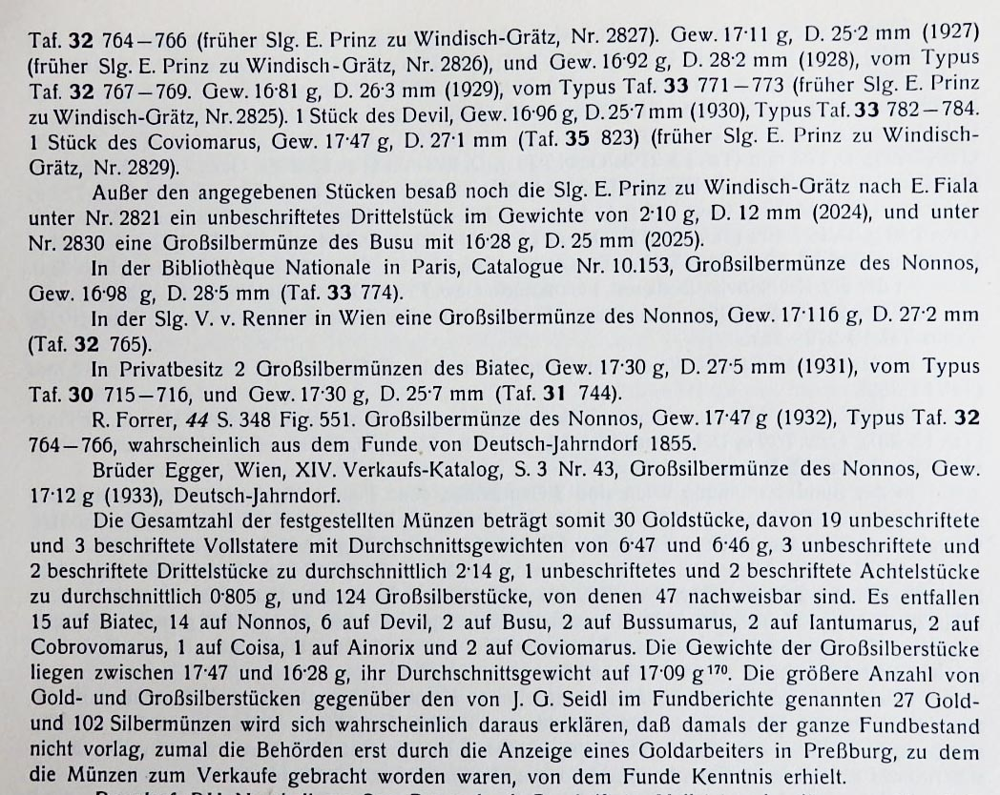 Taf. 32 764—766 (früher Slg. E. Prinz zu Windisch-Grätz, Nr. 2827). Gew. 17·11 g, D. 25·2 mm (1927)
(früher Slg. E. Prinz zu Windisch-Grätz, Nr. 2826), und Gew. 16·92 g, D. 28·2 mm (1928), vom Typus
Taf. 32 767—769. Gew. 16·81 g, D. 26·3 mm (1929), vom Typus Taf. 33 771—773 (früher Slg. E. Prinz
zu Windisch-Grätz, Nr. 2825). 1 Stück des Devil, Gew. 16·96 g, D. 25·7 mm (1930), Typus Taf. 33 782—784.
1 Stück des Coviomarus, Gew. 17·47 g, D. 27·1 mm (Taf. 35 823) (früher Slg. E. Prinz zu Windisch-
Grätz, Nr. 2829).
Außer den angegebenen Stücken besaß noch die Slg. E. Prinz zu Windisch-Grätz nach E. Fiala
unter Nr. 2821 ein unbeschriftetes Drittelstück im Gewichte von 2·10 g, D. 12 mm (2024), und unter
Nr. 2830 eine Großsilbermünze des Busu mit 16·28 g, D. 25 mm (2025).
In der Bibliothèque Nationale in Paris, Catalogue Nr. 10.153, Großsilbermünze des Nonnos,
Gew. 16·98 g, D. 28·5 mm (Taf. 33 774).
In der Slg. V. v. Renner in Wien eine Großsilbermünze des Nonnos, Gew. 17·116 g, D. 27·2 mm
(Taf. 32 765).
In Privatbesitz 2 Großsilbermünzen des Biatec, Gew. 17·30 g, D. 27·5 mm (1931), vom Typus
Taf. 30 715—716, und Gew. 17·30 g, D. 25·7 mm (Taf. 31 744).
R. Forrer, 44 S. 348 Fig. 551. Großsilbermünze des Nonnos, Gew. 17·47 g (1932), Typus Taf. 32
764—766, wahrscheinlich aus dem Funde von Deutsch-Jahrndorf 1855.
Brüder Egger, Wien, XIV. Verkaufs-Katalog, S. 3 Nr. 43, Großsilbermünze des Nonnos, Gew.
17·12 g (1933), Deutsch-Jahrndorf.
Die Gesamtzahl der festgestellten Münzen beträgt somit 30 Goldstücke, davon 19 unbeschriftete
und 3 beschriftete Vollstatere mit Durchschnittsgewichten von 6·47 und 6·46 g, 3 unbeschriftete und
2 beschriftete Drittelstücke zu durchschnittlich 2·14 g, 1 unbeschriftetes und 2 beschriftete Achtelstücke
zu durchschnittlich 0·805 g, und 124 Großsilberstücke, von denen 47 nachweisbar sind. Es entfallen
15 auf Biatec, 14 auf Nonnos, 6 auf Devil, 2 auf Busu, 2 auf Bussumarus, 2 auf Iantumarus, 2 auf
Cobrovomarus, 1 auf Coisa, 1 auf Ainorix und 2 auf Coviomarus. Die Gewichte der Großsilberstücke
liegen zwischen 17·47 und 16·28 g, ihr Durchschnittsgewicht auf 17·09 g¹⁷⁰. Die größere Anzahl von
Gold- und Großsilberstücken gegenüber den von J. G. Seidl im Fundberichte genannten 27 Gold-
und 102 Silbermünzen wird sich wahrscheinlich daraus erklären, daß damals der ganze Fundbestand
nicht vorlag, zumal die Behörden erst durch die Anzeige eines Goldarbeiters in Preßburg, zu dem
die Münzen zum Verkaufe gebracht worden waren, von dem Funde Kenntnis erhielt.